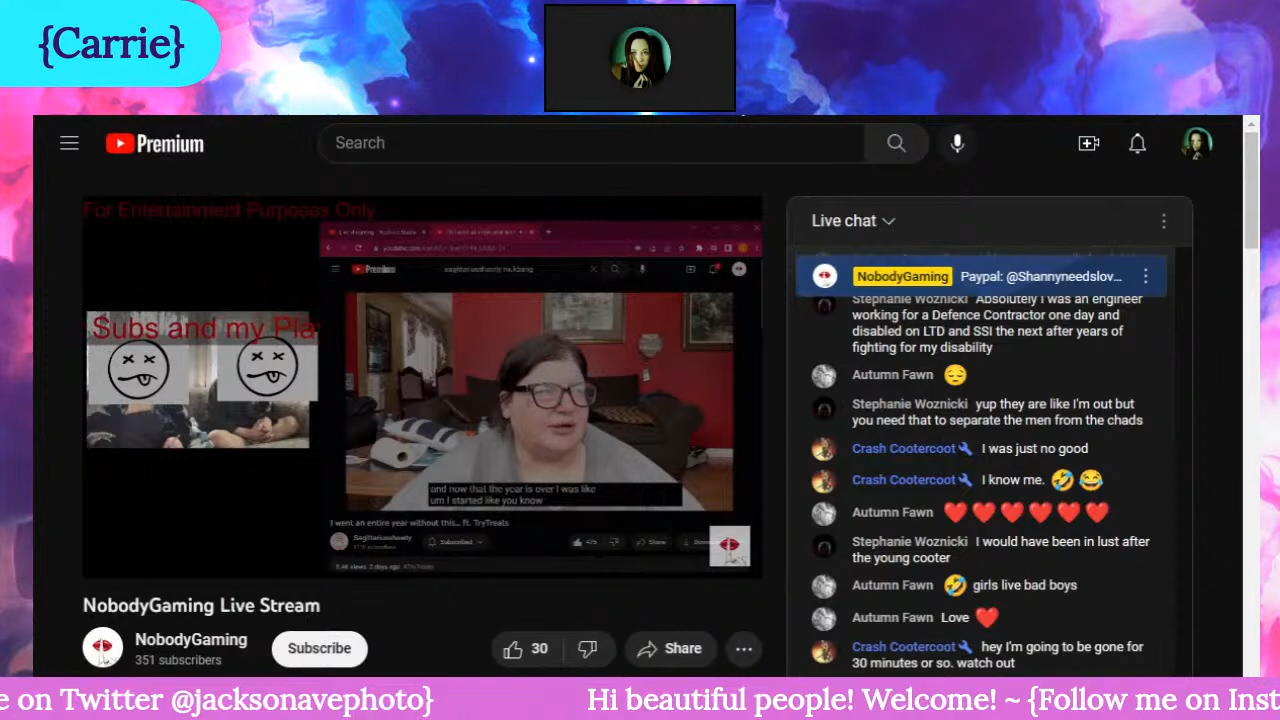 {Carrie}
Premium
Search
For Entertainment Purposes Only
Subs and my Pla
Premium
and now that the year is over I was like
um I started like you know
I went an entire year without this... ft. TryTreats
Subscribed
475
Share
NobodyGaming Live Stream
NobodyGaming
351 subscribers
Subscribe
30
Share
Live chat
NobodyGaming Paypal: @Shannyneedslov...
Stephanie Woznicki Absolutely I was an engineer
working for a Defence Contractor one day and
disabled on LTD and SSI the next after years of
fighting for my disability
Autumn Fawn 😔
Stephanie Woznicki yup they are like I'm out but
you need that to separate the men from the chads
Crash Cootercoot I was just no good
Crash Cootercoot I know me. 🤣😂
Autumn Fawn ❤️❤️❤️❤️❤️❤️
Stephanie Woznicki I would have been in lust after
the young cooter
Autumn Fawn 🤣 girls live bad boys
Autumn Fawn Love ❤️
Crash Cootercoot hey I'm going to be gone for
30 minutes or so. watch out
e on Twitter @jacksonavephoto} Hi beautiful people! Welcome! ~ {Follow me on Inst